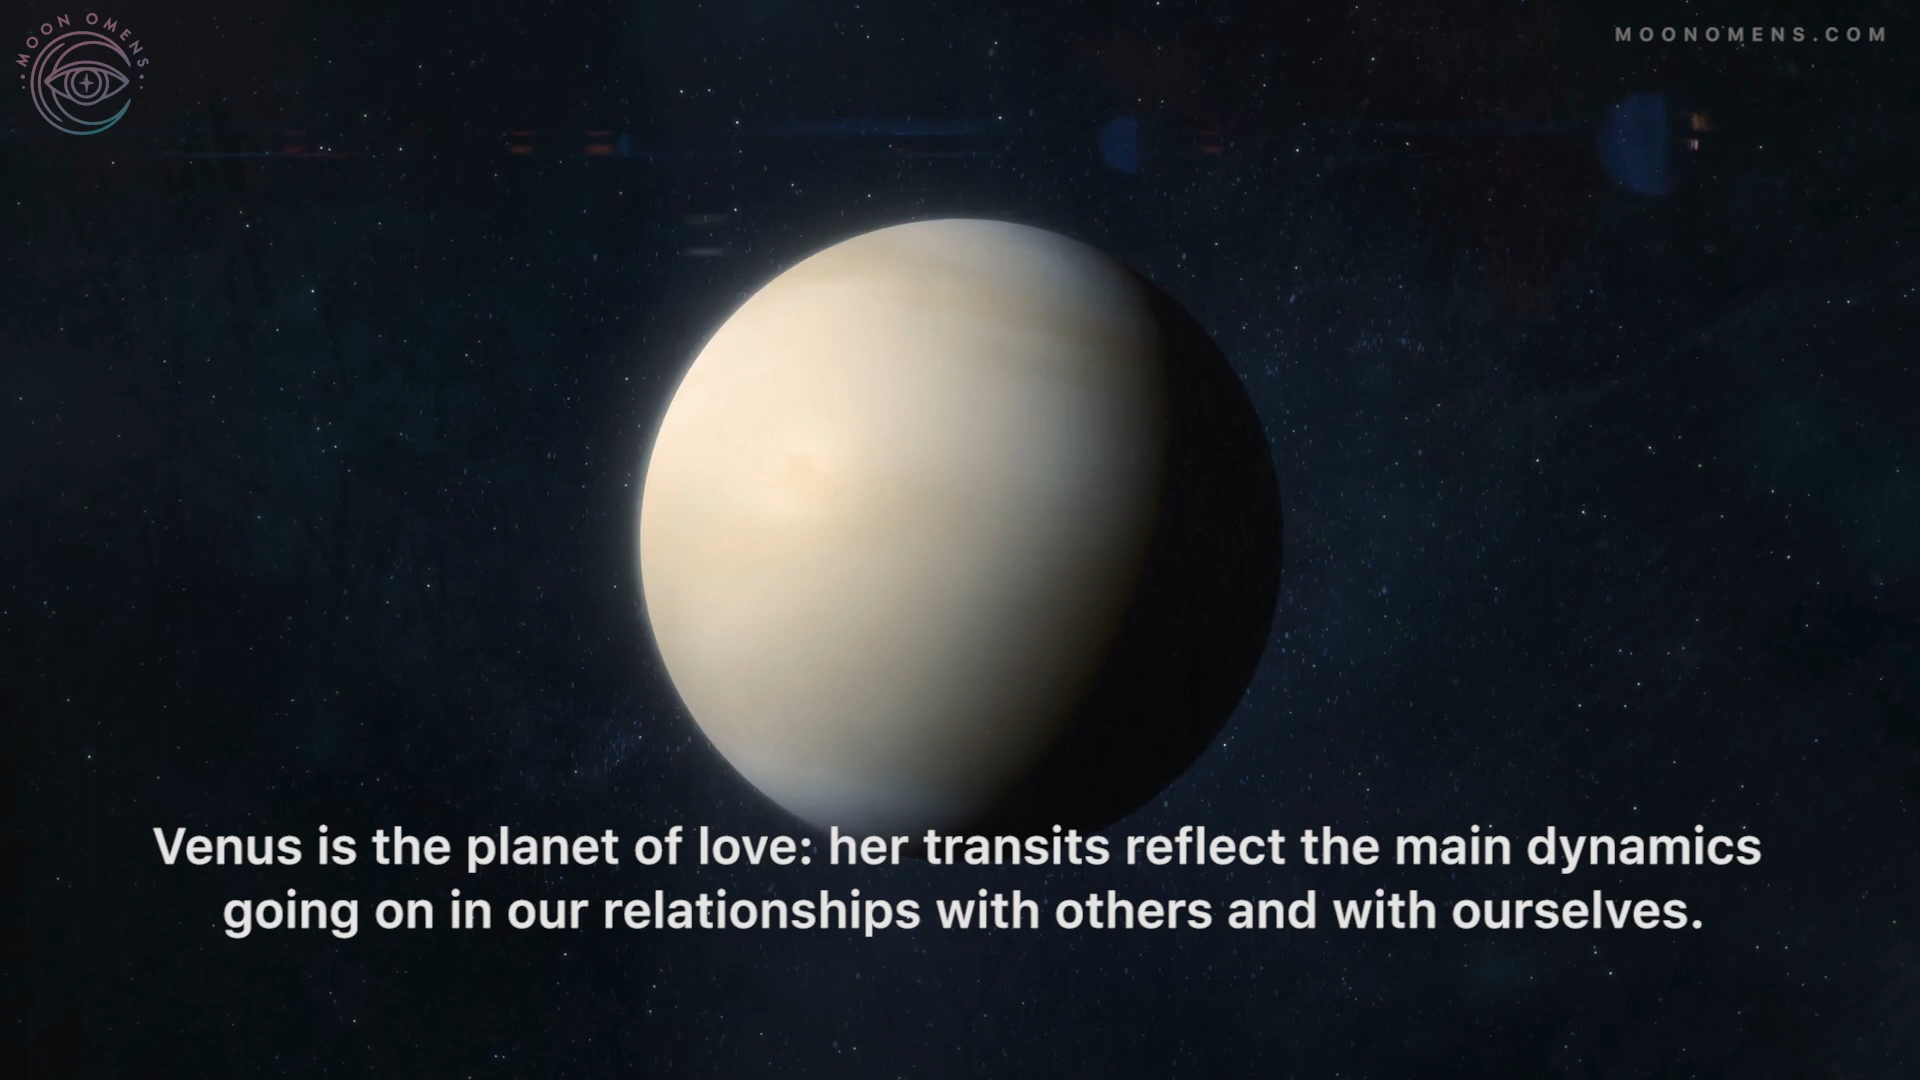 MOON OMENS
MOONOMENS.COM
Venus is the planet of love: her transits reflect the main dynamics
going on in our relationships with others and with ourselves.